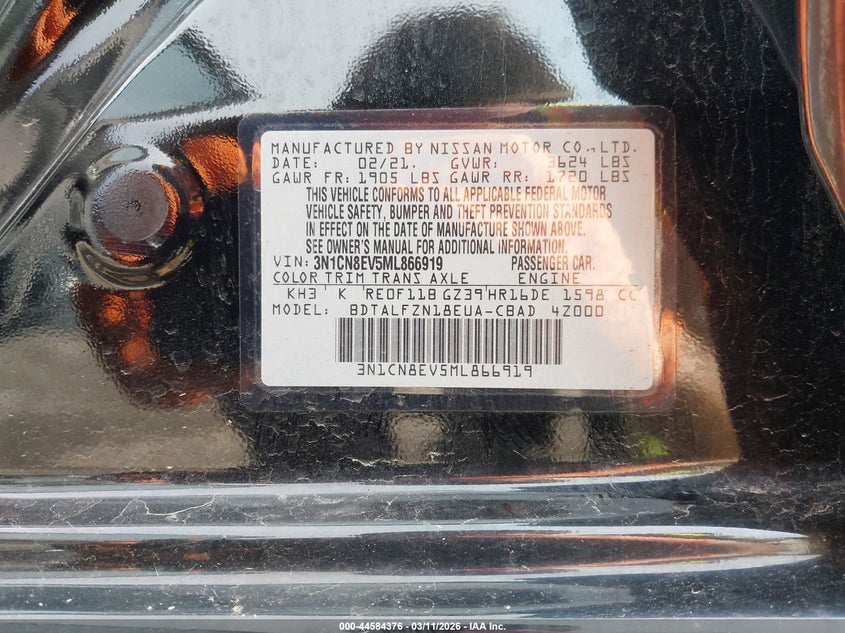 MANUFACTURED BY NISSAN MOTOR CO.,LTD.
DATE: 02/21. GVWR: 3624 LBS
GAWR FR: 1905 LBS GAWR RR: 1720 LBS
THIS VEHICLE CONFORMS TO ALL APPLICABLE FEDERAL MOTOR
VEHICLE SAFETY, BUMPER AND THEFT PREVENTION STANDARDS
IN EFFECT ON THE DATE OF MANUFACTURE SHOWN ABOVE.
SEE OWNER'S MANUAL FOR ADDITIONAL INFORMATION.
VIN: 3N1CN8EV5ML866919 PASSENGER CAR.
COLOR TRIM TRANS AXLE ENGINE
KH3 K RE0F11B GZ39 HR16DE 1598 CC
MODEL: BDTALFZN18EUA-CBAD 4Z000
3N1CN8EV5ML866919
000-44584376 - 03/11/2026 - IAA Inc.